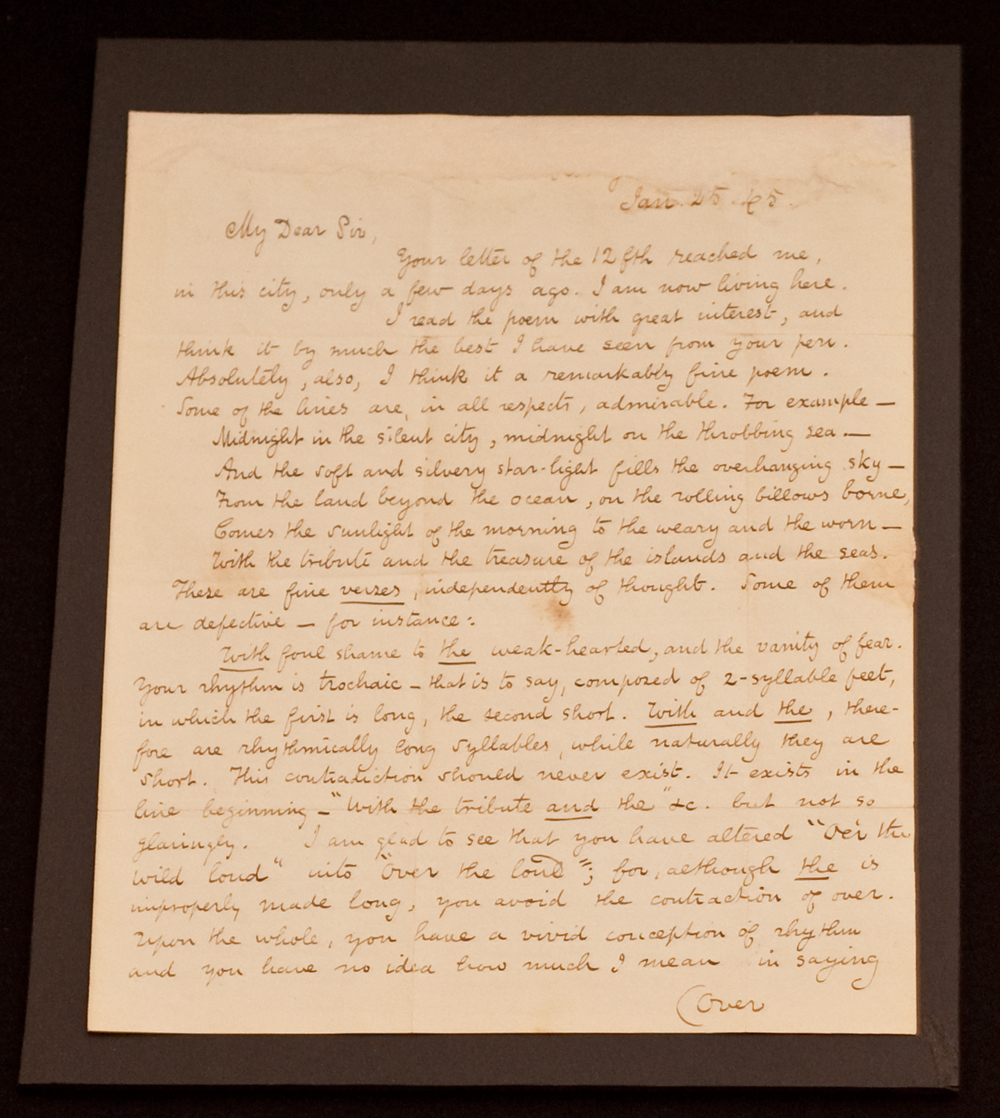 Jan. 25. 45.
My Dear Sir,
Your letter of the 12fth reached me,
in this city, only a few days ago. I am now living here.
I read the poem with great interest, and
think it by much the best I have seen from your pen.
Absolutely, also, I think it a remarkably fine poem.
Some of the lines are, in all respects, admirable. For example —
Midnight in the silent city, midnight on the throbbing sea —
And the soft and silvery star-light fills the overhanging sky —
From the land beyond the ocean, on the rolling billows borne,
Comes the sunlight of the morning to the weary and the worn —
With the tribute and the treasure of the islands and the seas.
These are fine verses, independently of thought. Some of them
are defective — for instance:
With foul shame to the weak-hearted, and the vanity of fear.
Your rhythm is trochaic — that is to say, composed of 2-syllable feet,
in which the first is long, the second short. With and the, there-
fore are rhythmically long syllables, while naturally they are
short. This contradiction should never exist. It exists in the
line beginning — "With the tribute and the" &c. but not so
glaringly. I am glad to see that you have altered "Oe'r the
wild loud" into "Over the loud"; for, although the is
improperly made long, you avoid the contraction of over.
Upon the whole, you have a vivid conception of rhythm
and you have no idea how much I mean in saying
(Over